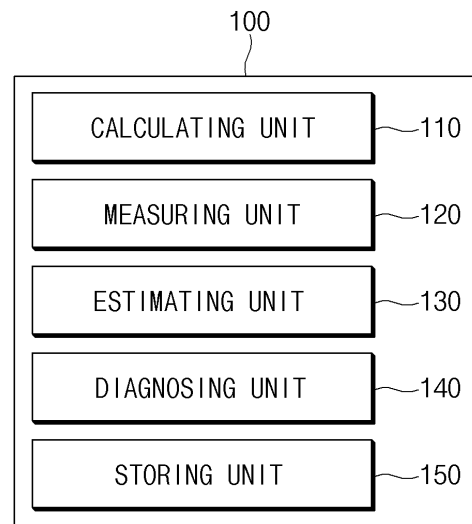 100
CALCULATING UNIT 110
MEASURING UNIT 120
ESTIMATING UNIT 130
DIAGNOSING UNIT 140
STORING UNIT 150